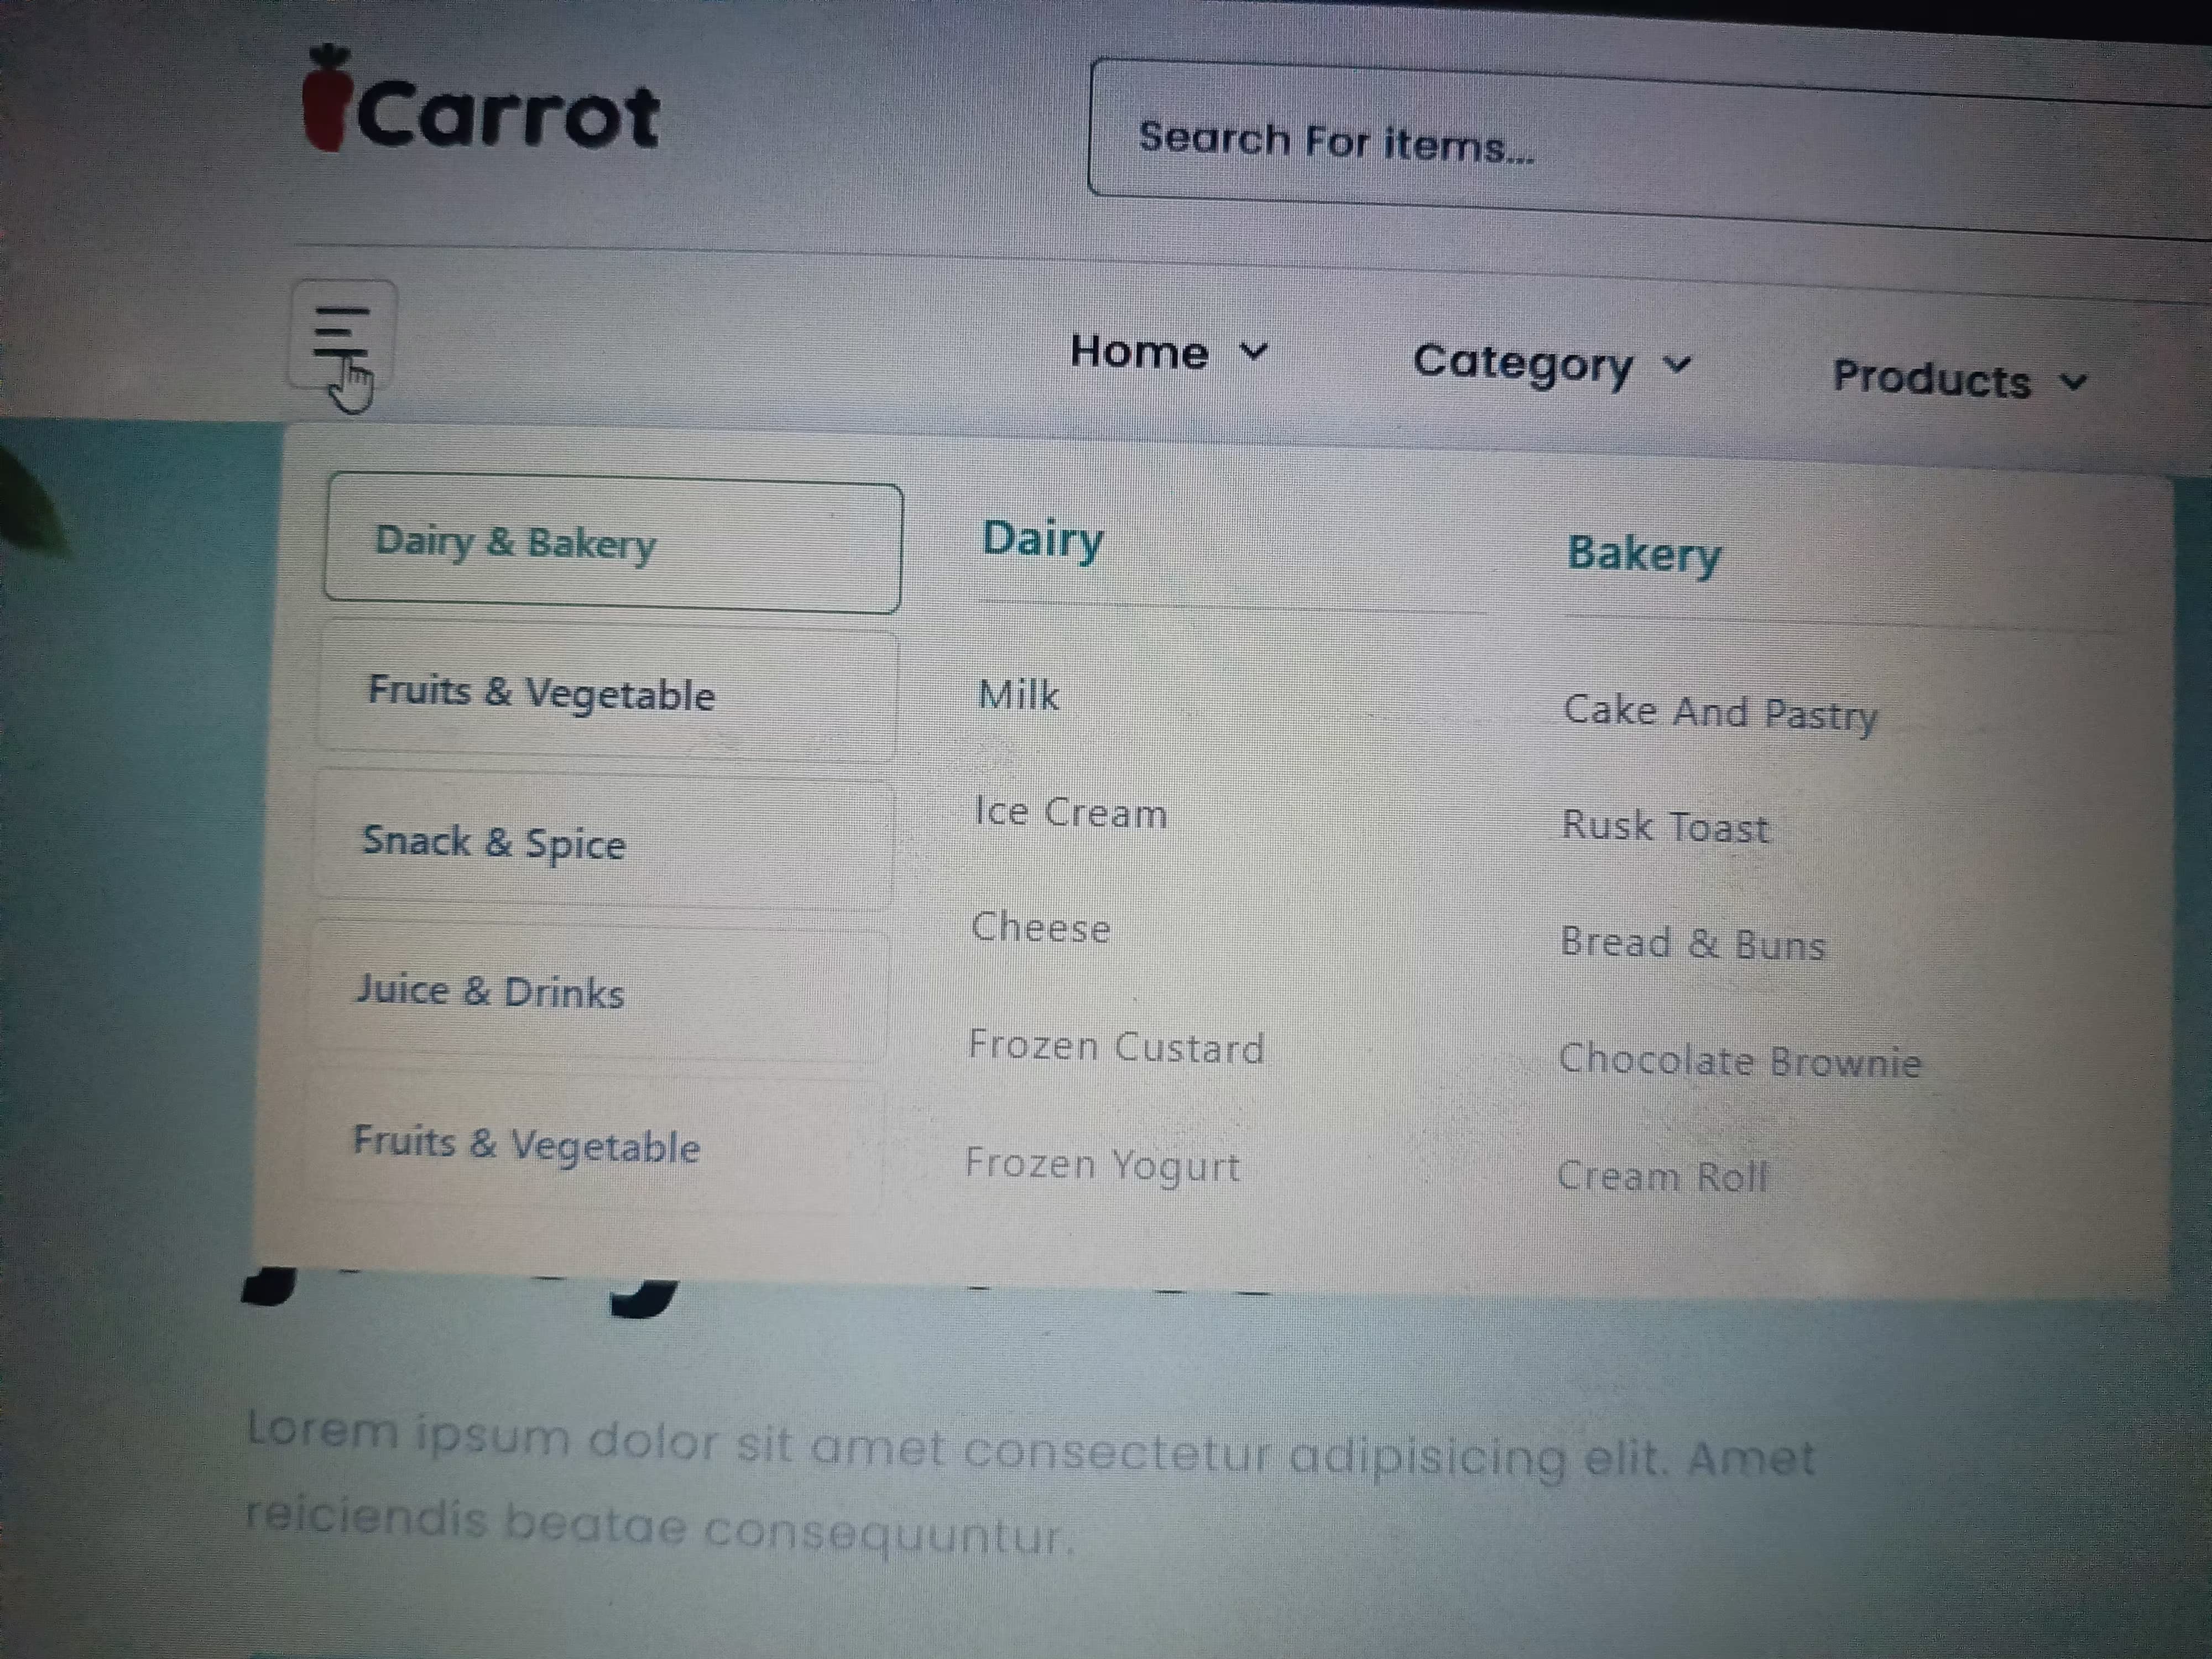 Carrot
Search For items...
Home
Category
Products
Dairy & Bakery
Fruits & Vegetable
Snack & Spice
Juice & Drinks
Fruits & Vegetable
Dairy
Milk
Ice Cream
Cheese
Frozen Custard
Frozen Yogurt
Bakery
Cake And Pastry
Rusk Toast
Bread & Buns
Chocolate Brownie
Cream Roll
Lorem ipsum dolor sit amet consectetur adipisicing elit. Amet
reiciendis beatae consequuntur.